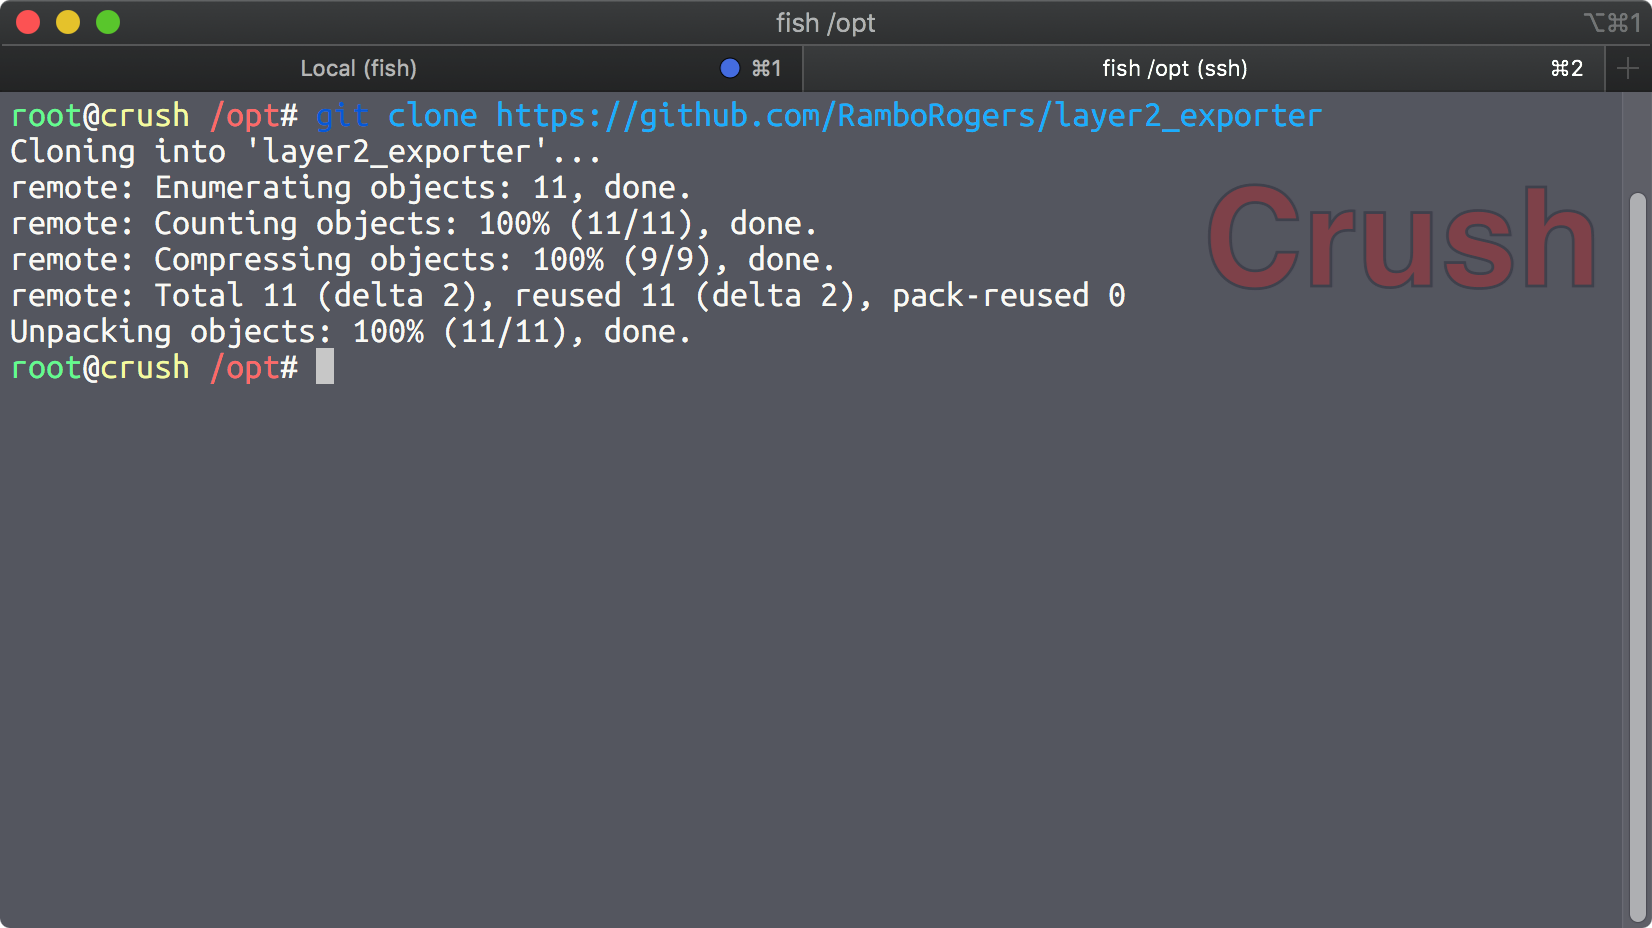 fish /opt
⌥⌘1
Local (fish)
⌘1
fish /opt (ssh)
⌘2
root@crush /opt# git clone https://github.com/RamboRogers/layer2_exporter
Cloning into 'layer2_exporter'...
remote: Enumerating objects: 11, done.
remote: Counting objects: 100% (11/11), done.
remote: Compressing objects: 100% (9/9), done.
remote: Total 11 (delta 2), reused 11 (delta 2), pack-reused 0
Unpacking objects: 100% (11/11), done.
root@crush /opt#
Crush